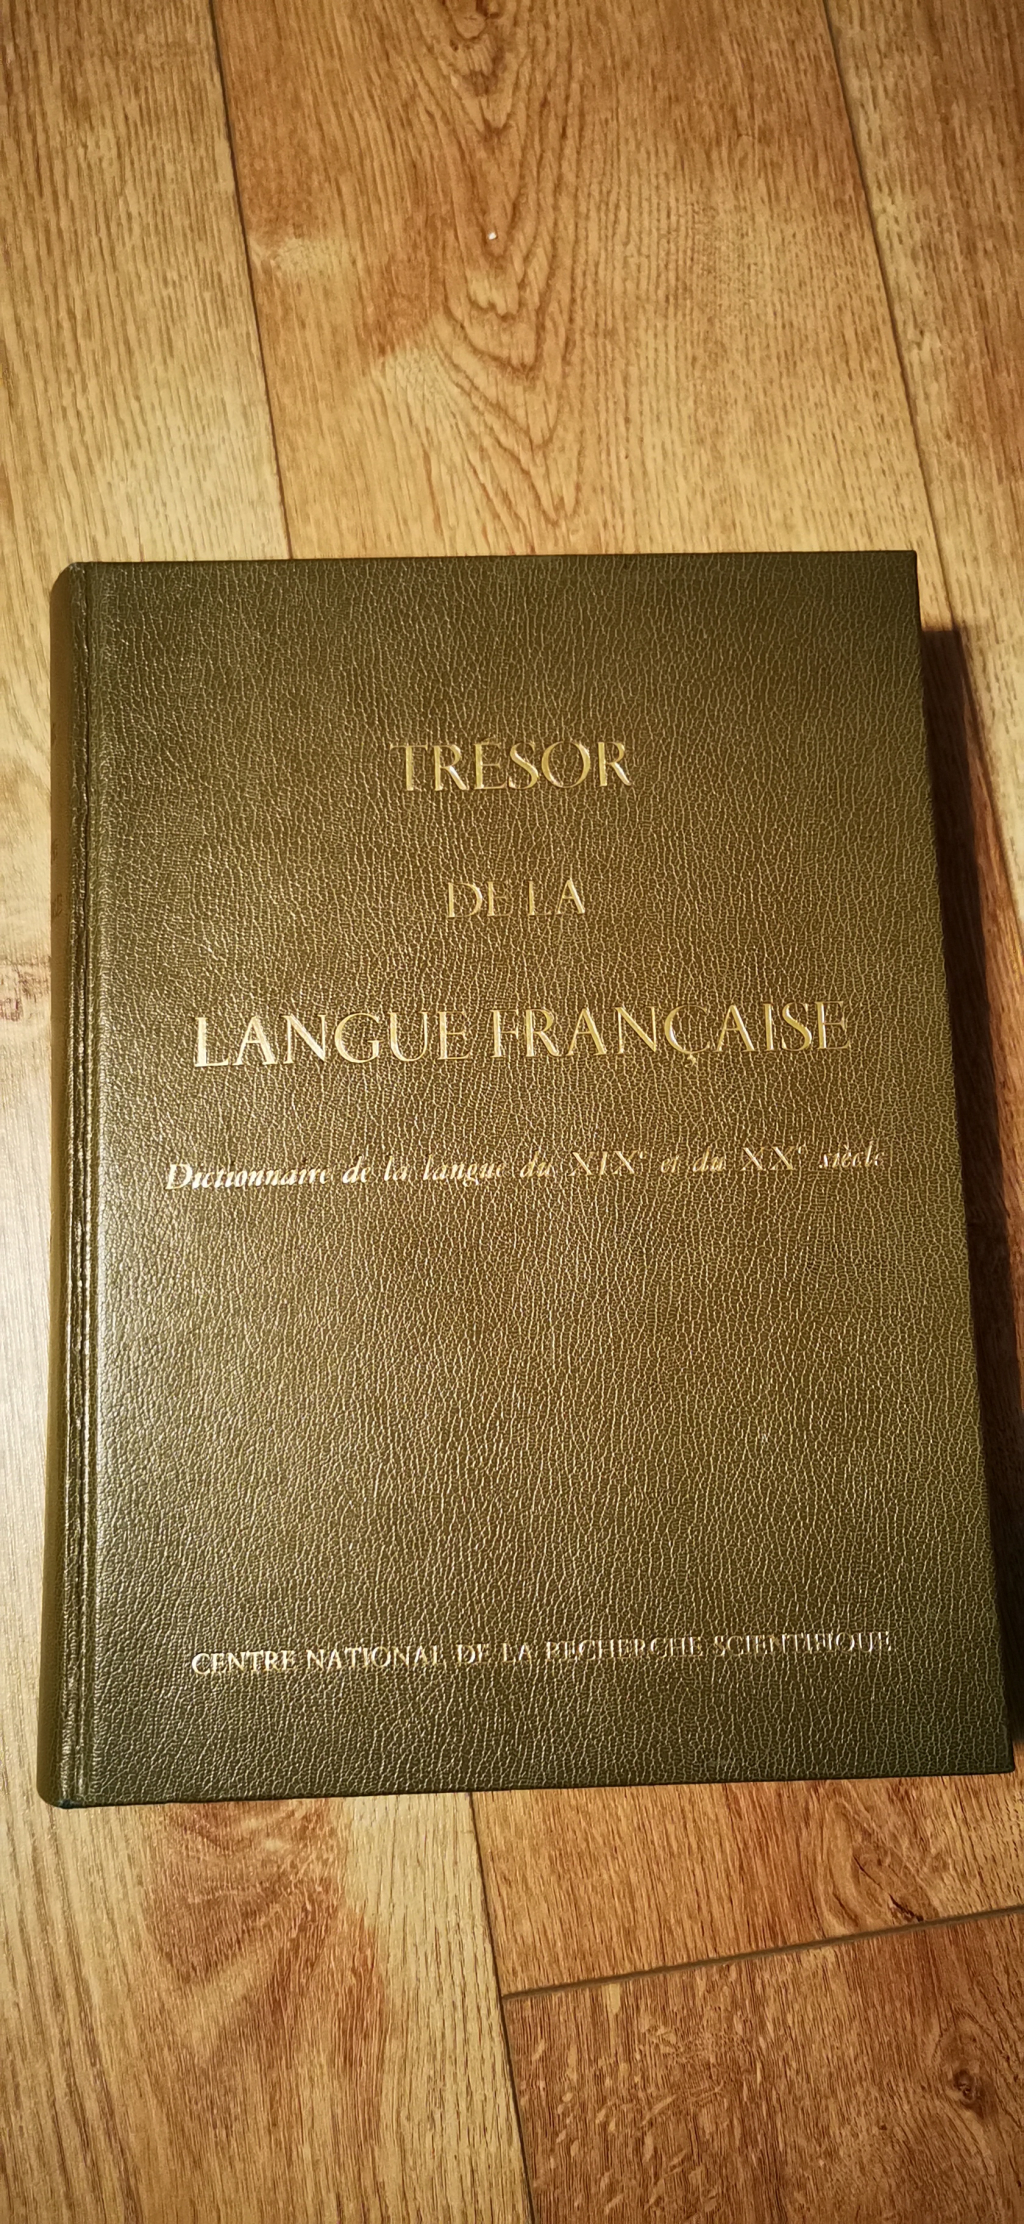 TRÉSOR
DE LA
LANGUE FRANÇAISE
Dictionnaire de la langue du XIXᵉ et du XXᵉ siècle
CENTRE NATIONAL DE LA RECHERCHE SCIENTIFIQUE